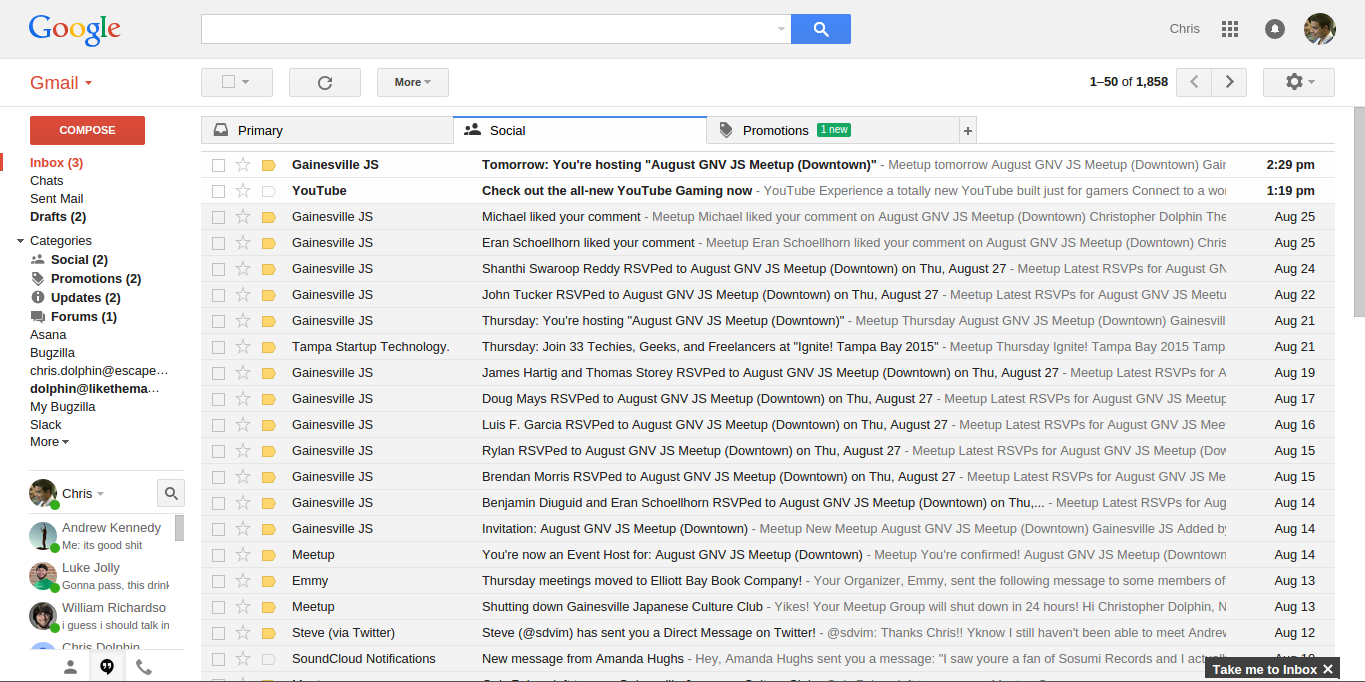 Google
Chris
Gmail
More
1–50 of 1,858
COMPOSE
Inbox (3)
Chats
Sent Mail
Drafts (2)
Categories
Social (2)
Promotions (2)
Updates (2)
Forums (1)
Asana
Bugzilla
chris.dolphin@escape…
dolphin@likethema…
My Bugzilla
Slack
More
Chris
Andrew Kennedy
Me: its good shit
Luke Jolly
Gonna pass, this drink
William Richardso
i guess i should talk in
Chris Dolphin
Primary
Social
Promotions 1 new
+
Gainesville JS Tomorrow: You're hosting "August GNV JS Meetup (Downtown)" - Meetup tomorrow August GNV JS Meetup (Downtown) Gain 2:29 pm
YouTube Check out the all-new YouTube Gaming now - YouTube Experience a totally new YouTube built just for gamers Connect to a wor 1:19 pm
Gainesville JS Michael liked your comment - Meetup Michael liked your comment on August GNV JS Meetup (Downtown) Christopher Dolphin The Aug 25
Gainesville JS Eran Schoellhorn liked your comment - Meetup Eran Schoellhorn liked your comment on August GNV JS Meetup (Downtown) Chris Aug 25
Gainesville JS Shanthi Swaroop Reddy RSVPed to August GNV JS Meetup (Downtown) on Thu, August 27 - Meetup Latest RSVPs for August GN Aug 24
Gainesville JS John Tucker RSVPed to August GNV JS Meetup (Downtown) on Thu, August 27 - Meetup Latest RSVPs for August GNV JS Meetu Aug 22
Gainesville JS Thursday: You're hosting "August GNV JS Meetup (Downtown)" - Meetup Thursday August GNV JS Meetup (Downtown) Gainesvill Aug 21
Tampa Startup Technology. Thursday: Join 33 Techies, Geeks, and Freelancers at "Ignite! Tampa Bay 2015" - Meetup Thursday Ignite! Tampa Bay 2015 Tamp Aug 21
Gainesville JS James Hartig and Thomas Storey RSVPed to August GNV JS Meetup (Downtown) on Thu, August 27 - Meetup Latest RSVPs for A Aug 19
Gainesville JS Doug Mays RSVPed to August GNV JS Meetup (Downtown) on Thu, August 27 - Meetup Latest RSVPs for August GNV JS Meetup Aug 17
Gainesville JS Luis F. Garcia RSVPed to August GNV JS Meetup (Downtown) on Thu, August 27 - Meetup Latest RSVPs for August GNV JS Mee Aug 16
Gainesville JS Rylan RSVPed to August GNV JS Meetup (Downtown) on Thu, August 27 - Meetup Latest RSVPs for August GNV JS Meetup (Dow Aug 15
Gainesville JS Brendan Morris RSVPed to August GNV JS Meetup (Downtown) on Thu, August 27 - Meetup Latest RSVPs for August GNV JS Me Aug 15
Gainesville JS Benjamin Diuguid and Eran Schoellhorn RSVPed to August GNV JS Meetup (Downtown) on Thu,... - Meetup Latest RSVPs for Aug Aug 14
Gainesville JS Invitation: August GNV JS Meetup (Downtown) - Meetup New Meetup August GNV JS Meetup (Downtown) Gainesville JS Added by Aug 14
Meetup You're now an Event Host for: August GNV JS Meetup (Downtown) - Meetup You're confirmed! August GNV JS Meetup (Downtown Aug 14
Emmy Thursday meetings moved to Elliott Bay Book Company! - Your Organizer, Emmy, sent the following message to some members of Aug 13
Meetup Shutting down Gainesville Japanese Culture Club - Yikes! Your Meetup Group will shut down in 24 hours! Hi Christopher Dolphin, N Aug 13
Steve (via Twitter) Steve (@sdvim) has sent you a Direct Message on Twitter! - @sdvim: Thanks Chris!! Yknow I still haven't been able to meet Andrew Aug 12
SoundCloud Notifications New message from Amanda Hughs - Hey, Amanda Hughs sent you a message: "I saw youre a fan of Sosumi Records and I actually
Take me to Inbox